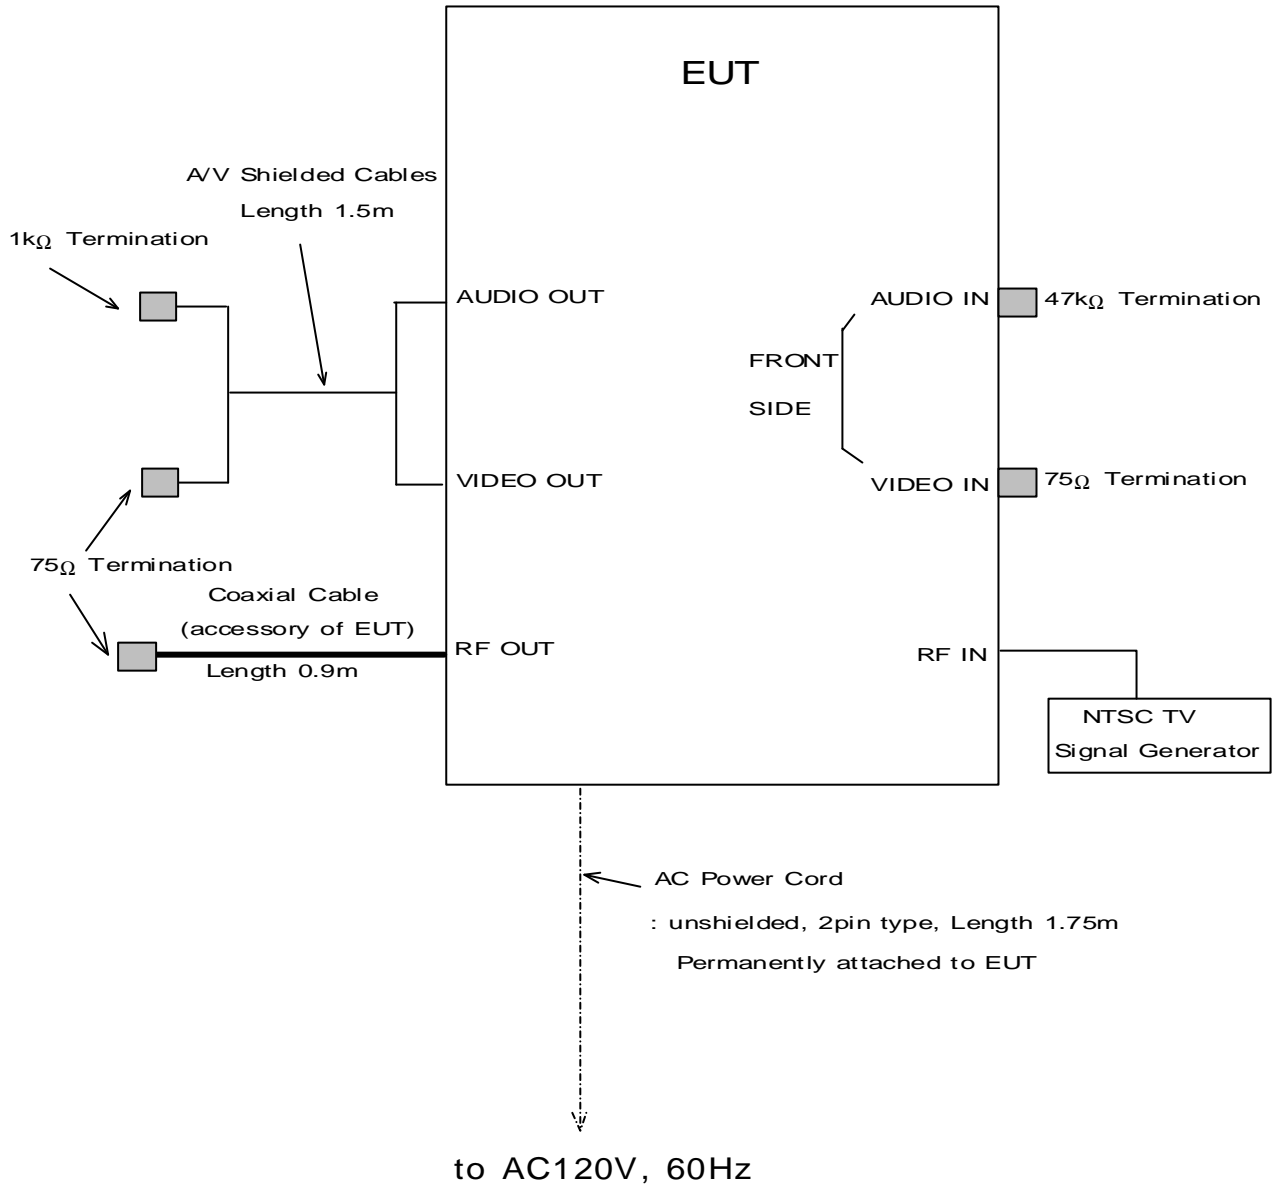 EUT
A/V Shielded Cables
Length 1.5m
1kΩ Termination
AUDIO OUT
AUDIO IN
47kΩ Termination
FRONT
SIDE
VIDEO OUT
VIDEO IN
75Ω Termination
75Ω Termination
Coaxial Cable
(accessory of EUT)
Length 0.9m
RF OUT
RF IN
NTSC TV
Signal Generator
AC Power Cord
: unshielded, 2pin type, Length 1.75m
Permanently attached to EUT
to AC120V, 60Hz